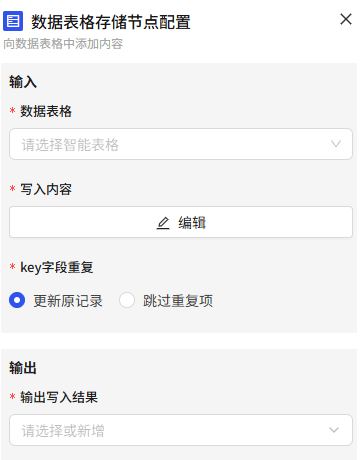 数据表格存储节点配置
向数据表格中添加内容
输入
* 数据表格
请选择智能表格
* 写入内容
编辑
* key字段重复
更新原记录 跳过重复项
输出
* 输出写入结果
请选择或新增